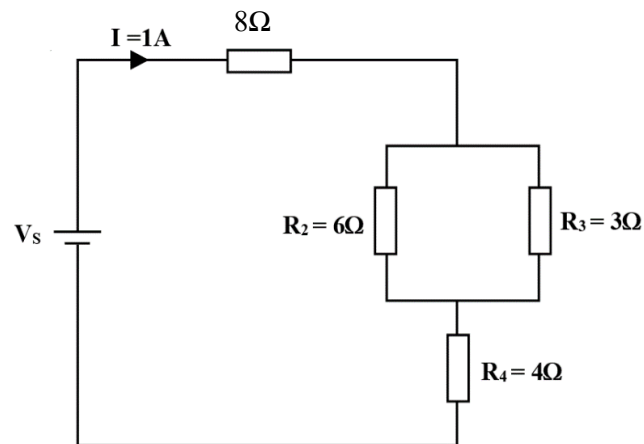 8Ω
I =1A
R₂ = 6Ω
R₃ = 3Ω
Vₛ
R₄ = 4Ω